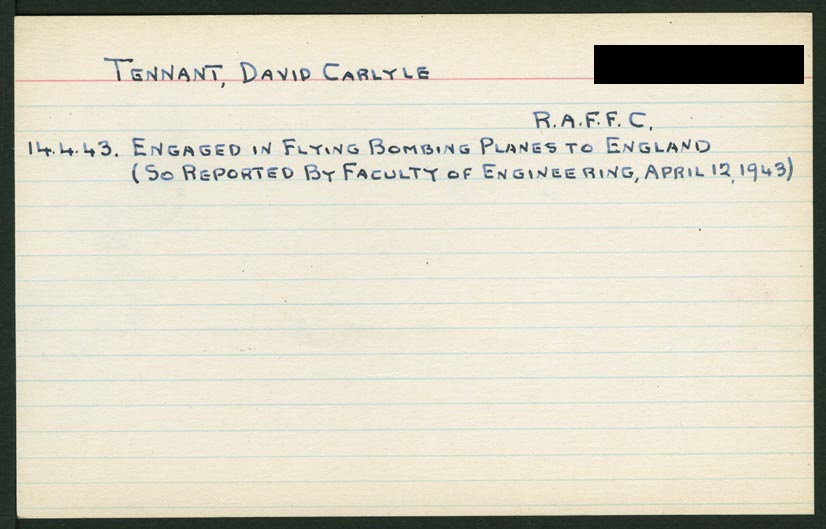 TENNANT, DAVID CARLYLE
R.A.F.F.C.
14.4.43. ENGAGED IN FLYING BOMBING PLANES TO ENGLAND
(SO REPORTED BY FACULTY OF ENGINEERING, APRIL 12, 1943)